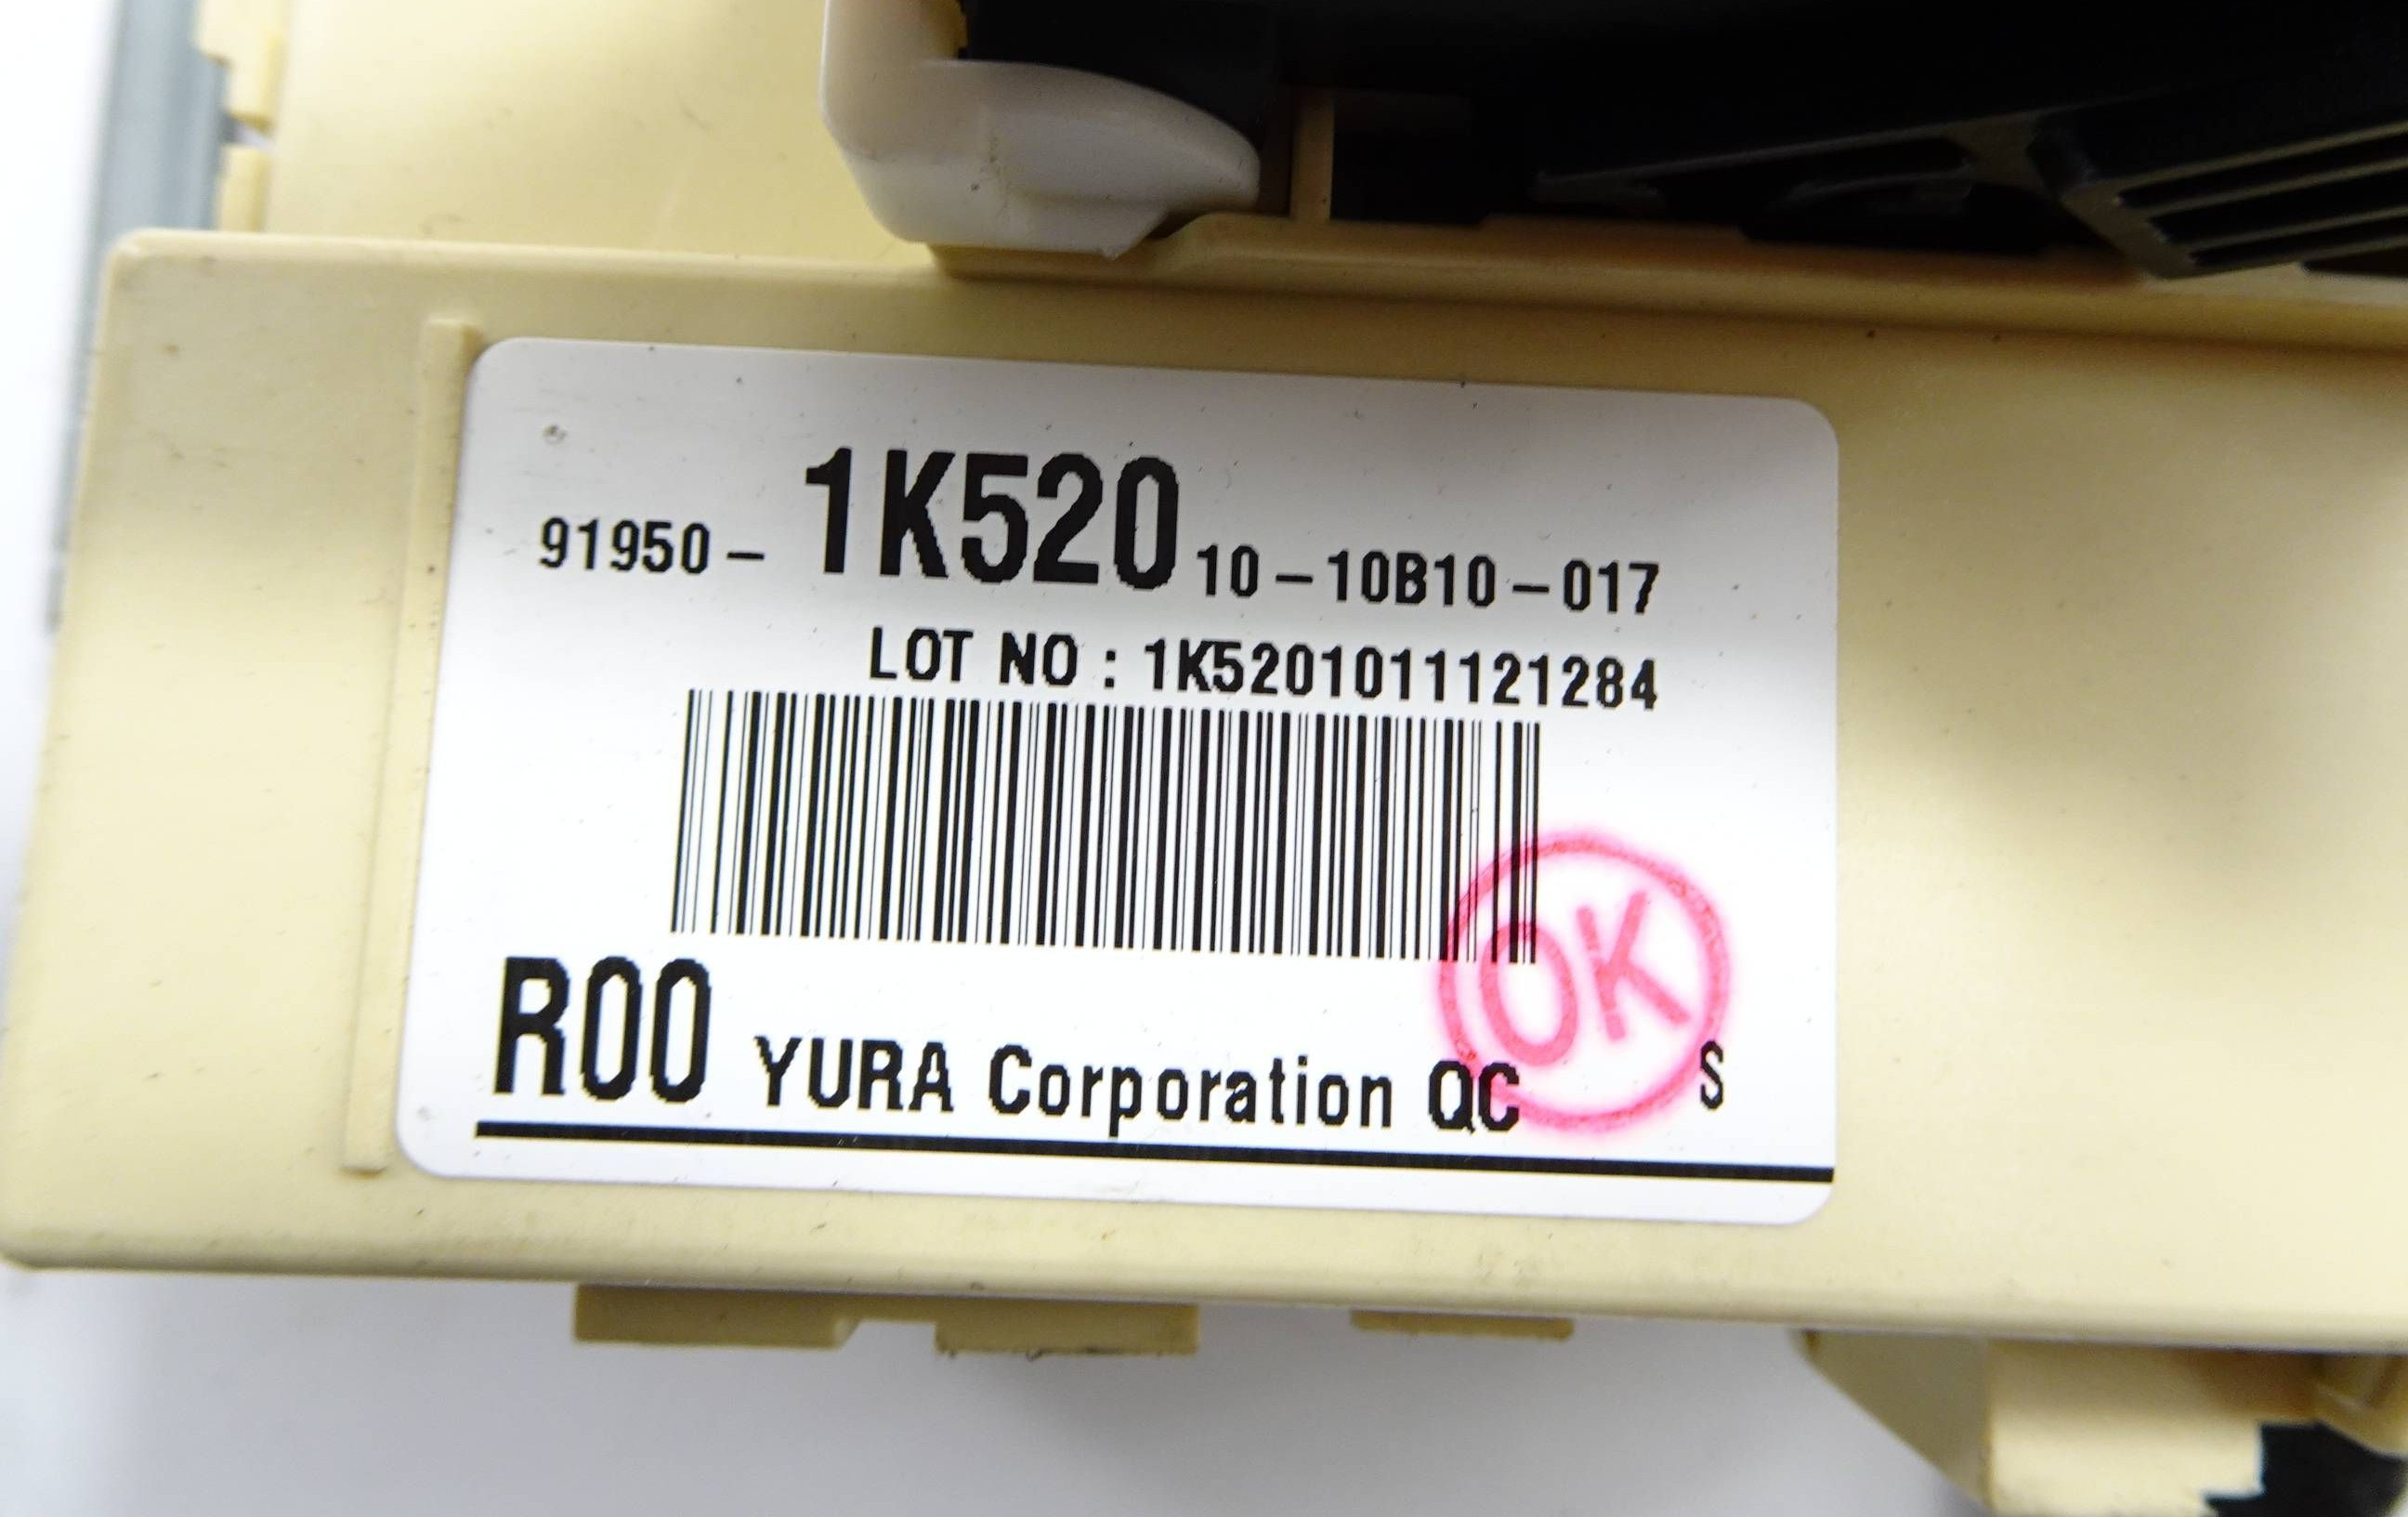 91950-1K520 10-10B10-017
LOT NO : 1K5201011121284
R00 YURA Corporation QC S
OK